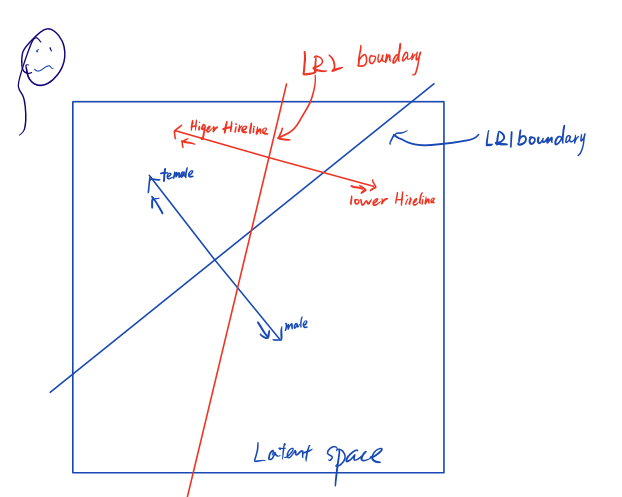 LR2 boundary
Higer Hireline
LR1 boundary
female
lower Hireline
male
Latent space